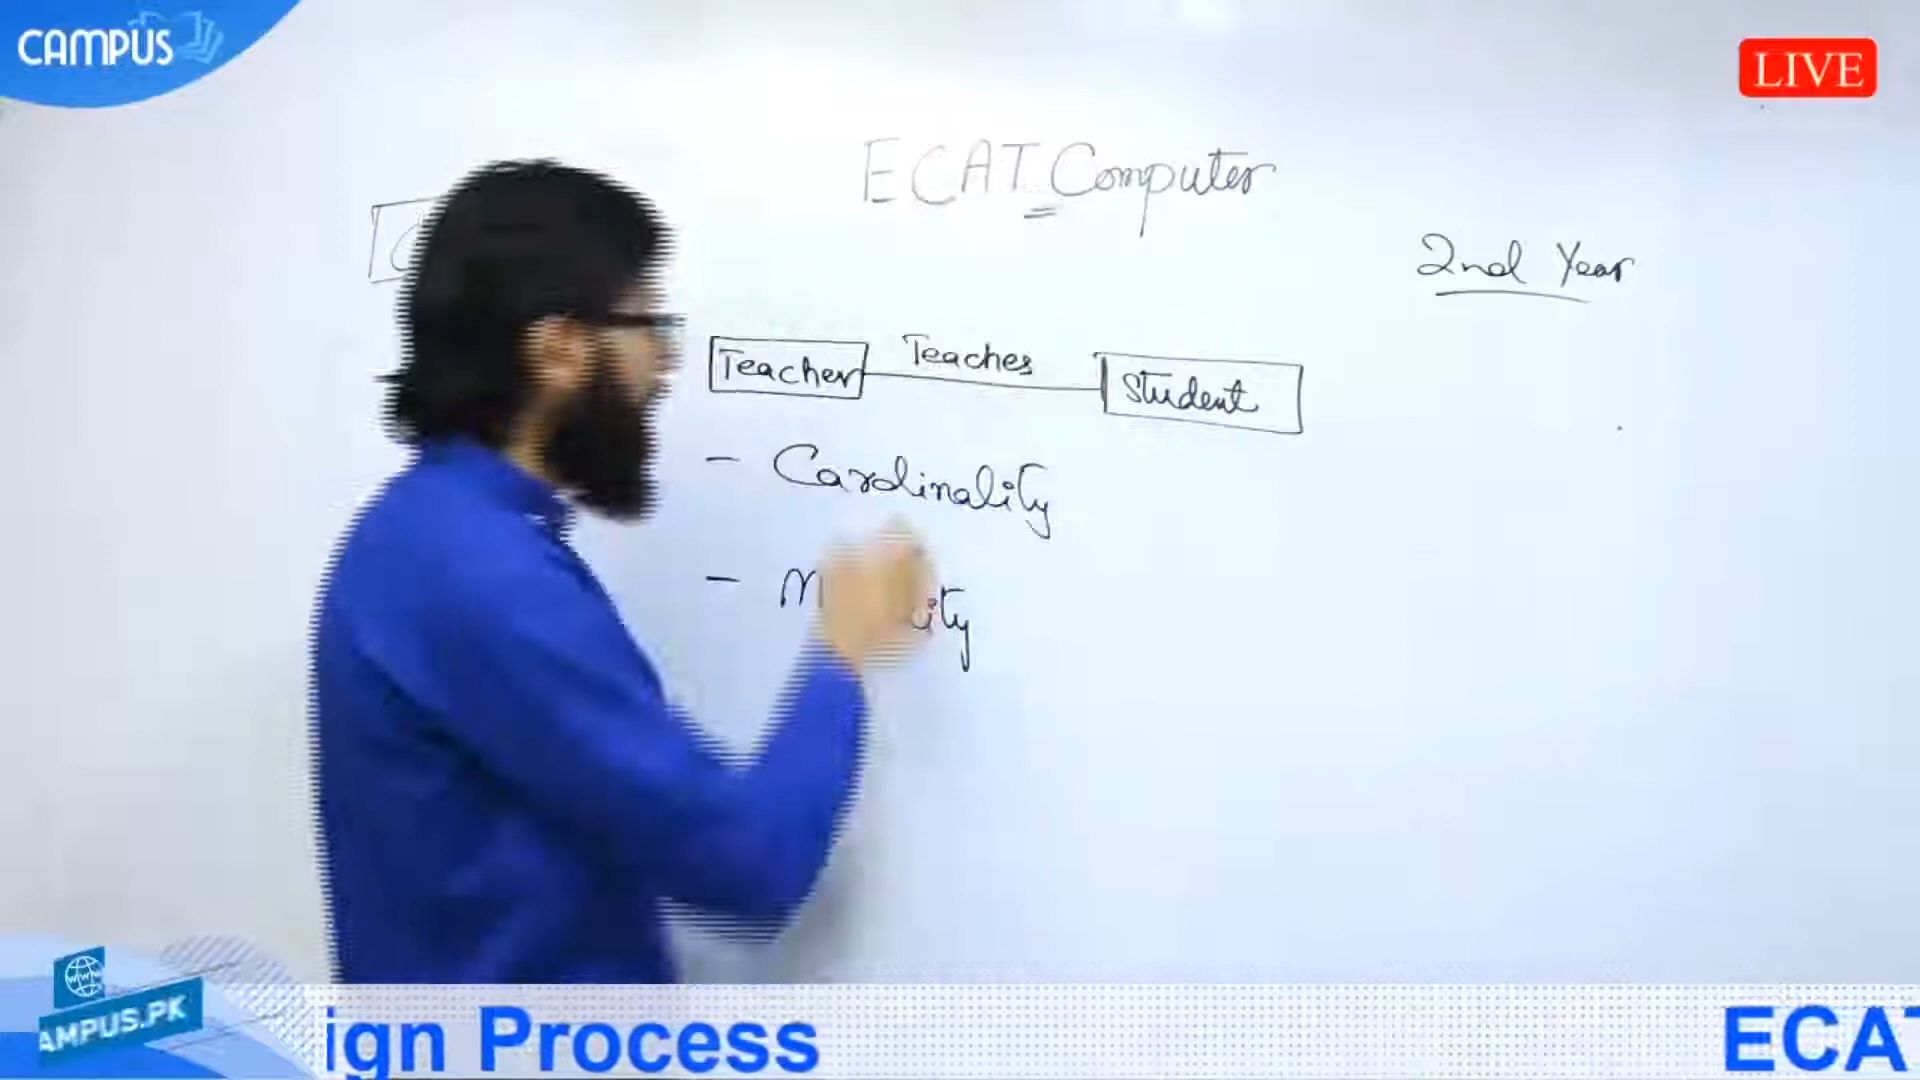 CAMPUS
LIVE
ECAT Computer
2nd Year
Teacher Teaches Student
- Cardinality
-
AMPUS.PK
ign Process
ECAT